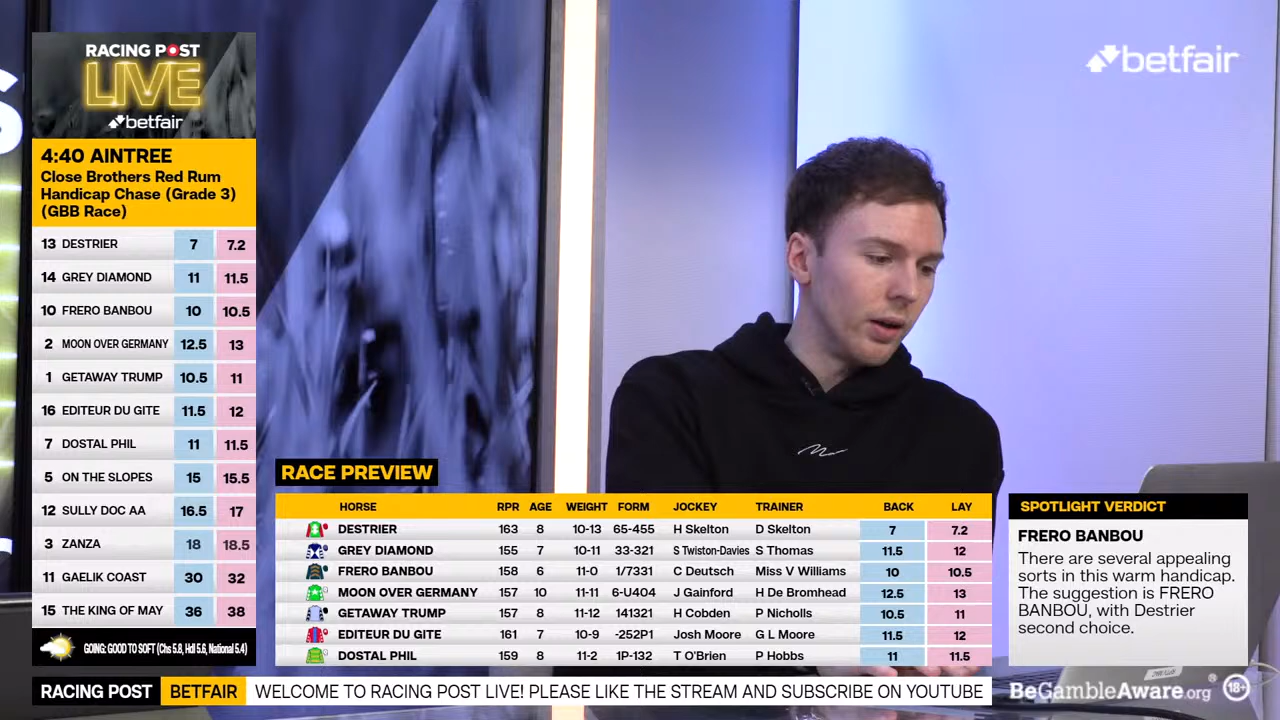 RACING POST
LIVE
betfair
4:40 AINTREE
Close Brothers Red Rum
Handicap Chase (Grade 3)
(GBB Race)
13 DESTRIER 7 7.2
14 GREY DIAMOND 11 11.5
10 FRERO BANBOU 10 10.5
2 MOON OVER GERMANY 12.5 13
1 GETAWAY TRUMP 10.5 11
16 EDITEUR DU GITE 11.5 12
7 DOSTAL PHIL 11 11.5
5 ON THE SLOPES 15 15.5
12 SULLY DOC AA 16.5 17
3 ZANZA 18 18.5
11 GAELIK COAST 30 32
15 THE KING OF MAY 36 38
GOING: GOOD TO SOFT (Chs 5.8, Hdl 5.6, National 5.4)
betfair
RACE PREVIEW
HORSE RPR AGE WEIGHT FORM JOCKEY TRAINER BACK LAY
DESTRIER 163 8 10-13 65-455 H Skelton D Skelton 7 7.2
GREY DIAMOND 155 7 10-11 33-321 S Twiston-Davies S Thomas 11.5 12
FRERO BANBOU 158 6 11-0 1/7331 C Deutsch Miss V Williams 10 10.5
MOON OVER GERMANY 157 10 11-11 6-U404 J Gainford H De Bromhead 12.5 13
GETAWAY TRUMP 157 8 11-12 141321 H Cobden P Nicholls 10.5 11
EDITEUR DU GITE 161 7 10-9 -252P1 Josh Moore G L Moore 11.5 12
DOSTAL PHIL 159 8 11-2 1P-132 T O'Brien P Hobbs 11 11.5
SPOTLIGHT VERDICT
FRERO BANBOU
There are several appealing
sorts in this warm handicap.
The suggestion is FRERO
BANBOU, with Destrier
second choice.
RACING POST BETFAIR WELCOME TO RACING POST LIVE! PLEASE LIKE THE STREAM AND SUBSCRIBE ON YOUTUBE
BeGambleAware.org 18+